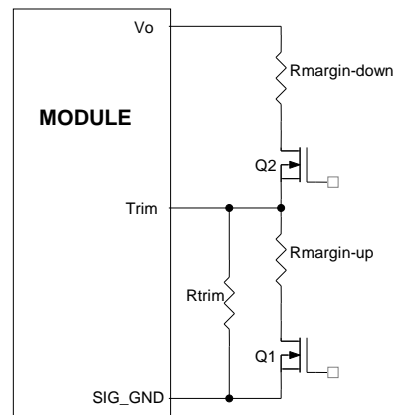 Vo
Rmargin-down
MODULE
Q2
Trim
Rmargin-up
Rtrim
Q1
SIG_GND